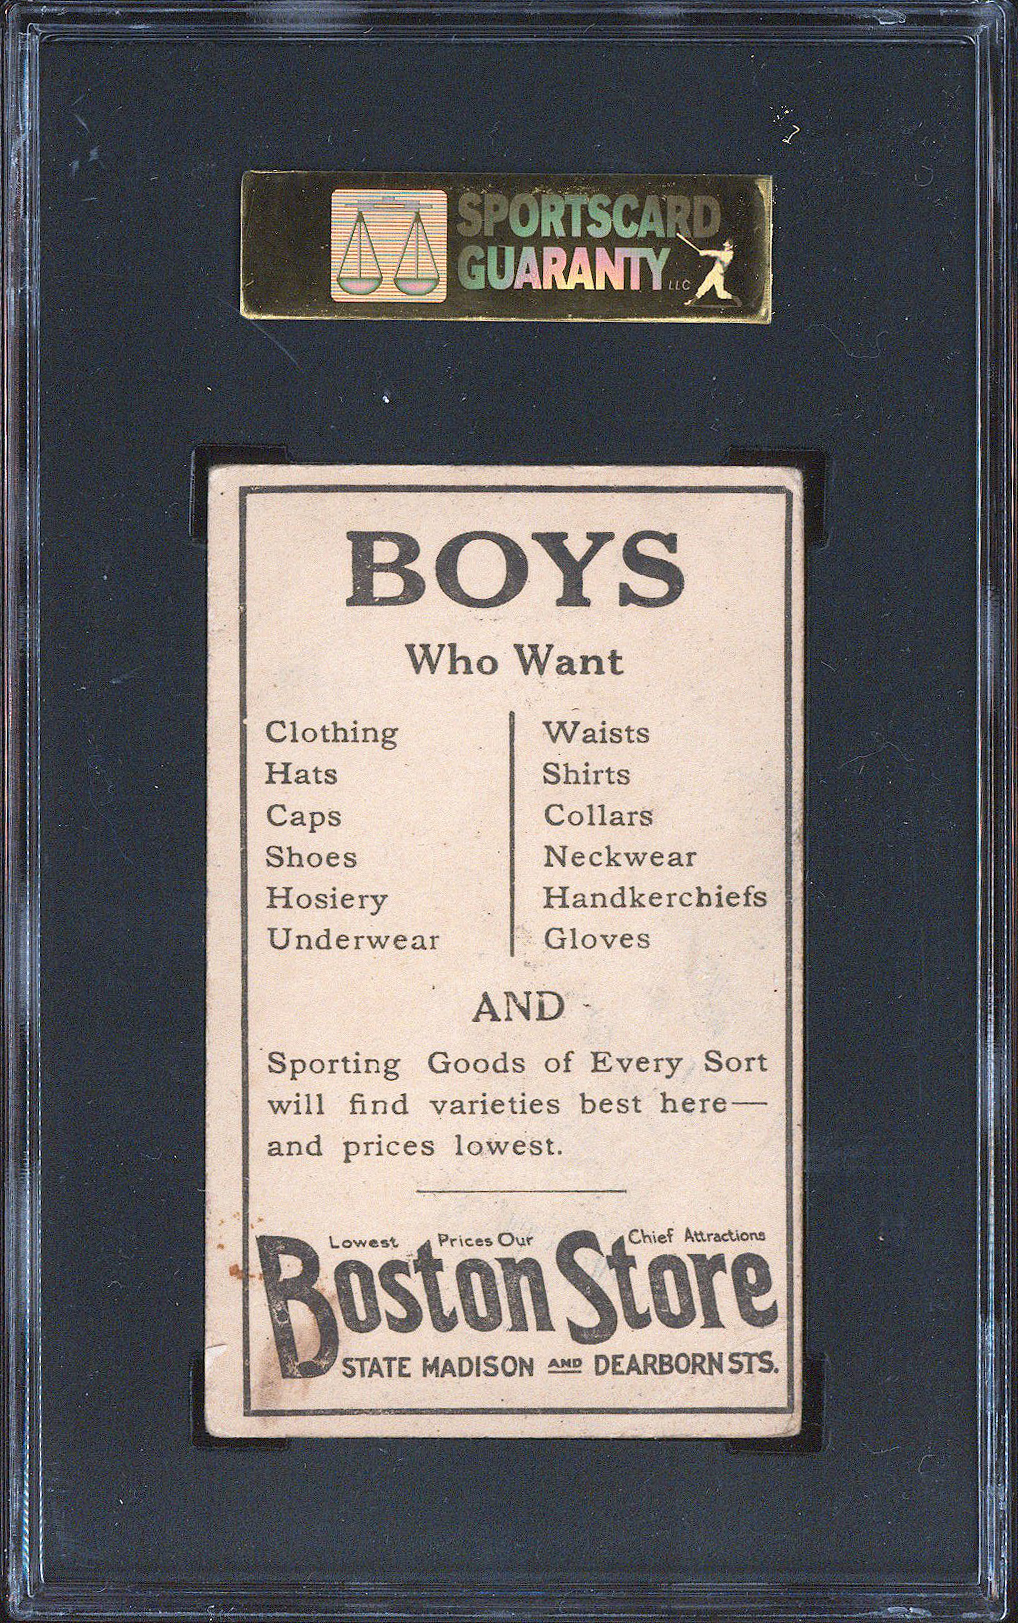 SPORTSCARD
GUARANTY LLC
BOYS
Who Want
Clothing
Hats
Caps
Shoes
Hosiery
Underwear
Waists
Shirts
Collars
Neckwear
Handkerchiefs
Gloves
AND
Sporting Goods of Every Sort
will find varieties best here—
and prices lowest.
Lowest Prices Our Chief Attractions
Boston Store
STATE MADISON AND DEARBORN STS.